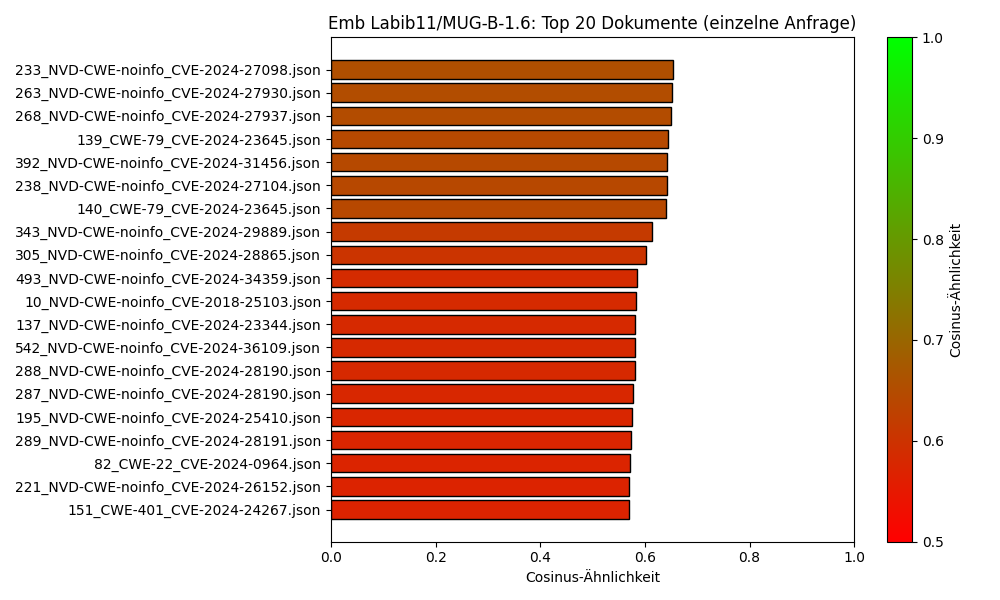 Emb Labib11/MUG-B-1.6: Top 20 Dokumente (einzelne Anfrage)
233_NVD-CWE-noinfo_CVE-2024-27098.json
263_NVD-CWE-noinfo_CVE-2024-27930.json
268_NVD-CWE-noinfo_CVE-2024-27937.json
139_CWE-79_CVE-2024-23645.json
392_NVD-CWE-noinfo_CVE-2024-31456.json
238_NVD-CWE-noinfo_CVE-2024-27104.json
140_CWE-79_CVE-2024-23645.json
343_NVD-CWE-noinfo_CVE-2024-29889.json
305_NVD-CWE-noinfo_CVE-2024-28865.json
493_NVD-CWE-noinfo_CVE-2024-34359.json
10_NVD-CWE-noinfo_CVE-2018-25103.json
137_NVD-CWE-noinfo_CVE-2024-23344.json
542_NVD-CWE-noinfo_CVE-2024-36109.json
288_NVD-CWE-noinfo_CVE-2024-28190.json
287_NVD-CWE-noinfo_CVE-2024-28190.json
195_NVD-CWE-noinfo_CVE-2024-25410.json
289_NVD-CWE-noinfo_CVE-2024-28191.json
82_CWE-22_CVE-2024-0964.json
221_NVD-CWE-noinfo_CVE-2024-26152.json
151_CWE-401_CVE-2024-24267.json
0.0 0.2 0.4 0.6 0.8 1.0
Cosinus-Ähnlichkeit
1.0
0.9
0.8
0.7
0.6
0.5
Cosinus-Ähnlichkeit